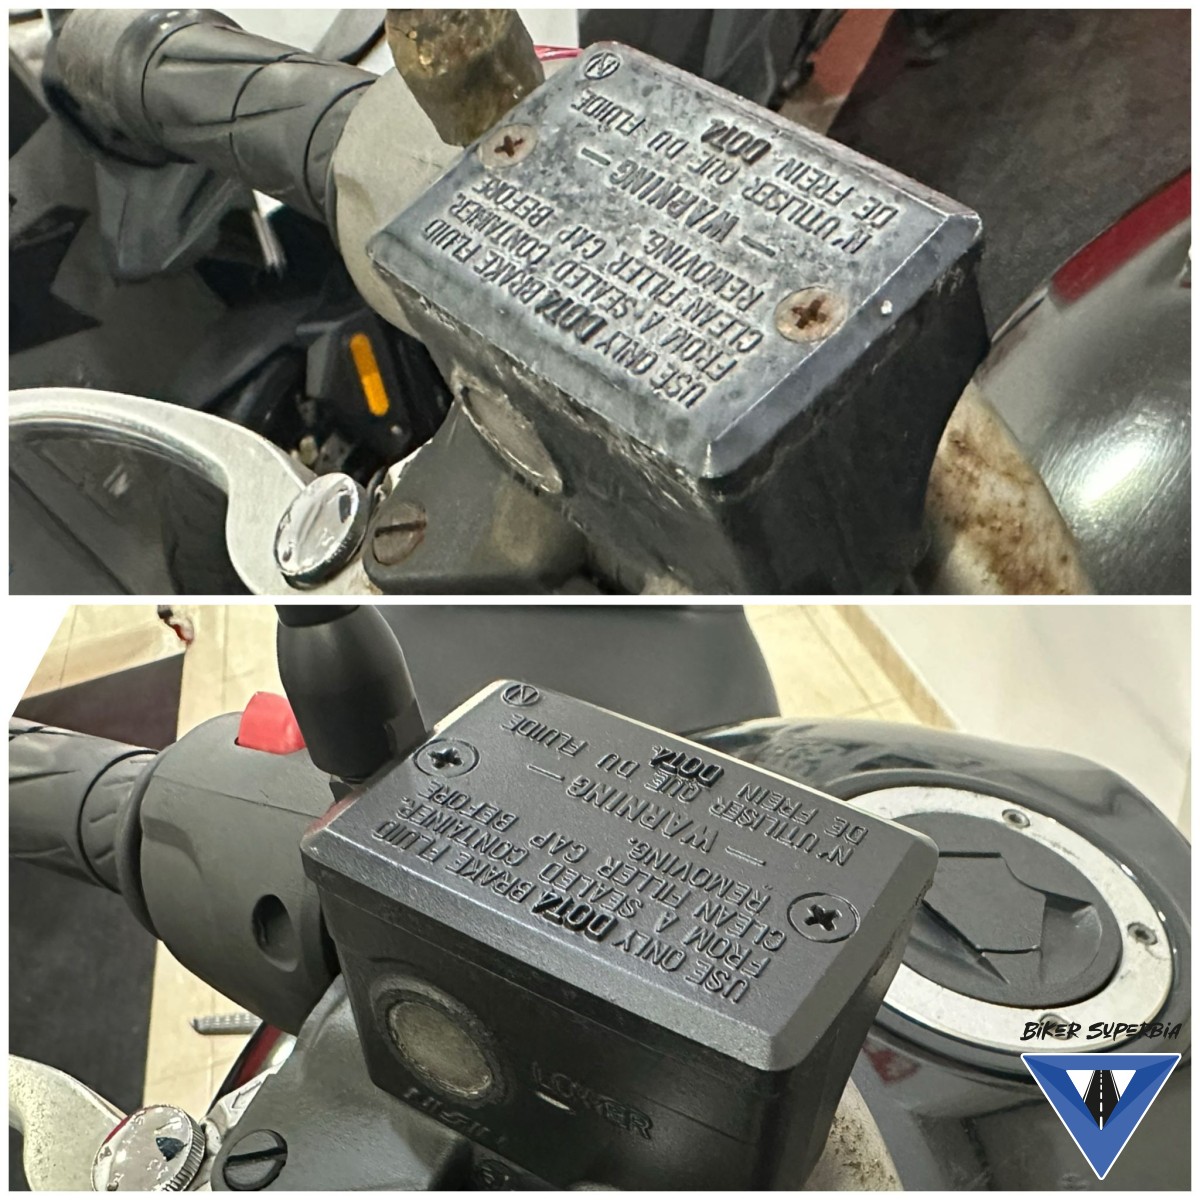 USE ONLY DOT4 BRAKE FLUID
FROM A SEALED CONTAINER.
CLEAN FILLER CAP BEFORE
REMOVING.
— WARNING —
N'UTILISER QUE DU FLUIDE
DE FREIN DOT4.
N
USE ONLY DOT4 BRAKE FLUID
FROM A SEALED CONTAINER.
CLEAN FILLER CAP BEFORE
REMOVING.
— WARNING —
N'UTILISER QUE DU FLUIDE
DE FREIN DOT4.
N
LOWER
BIKER SUPERBIA